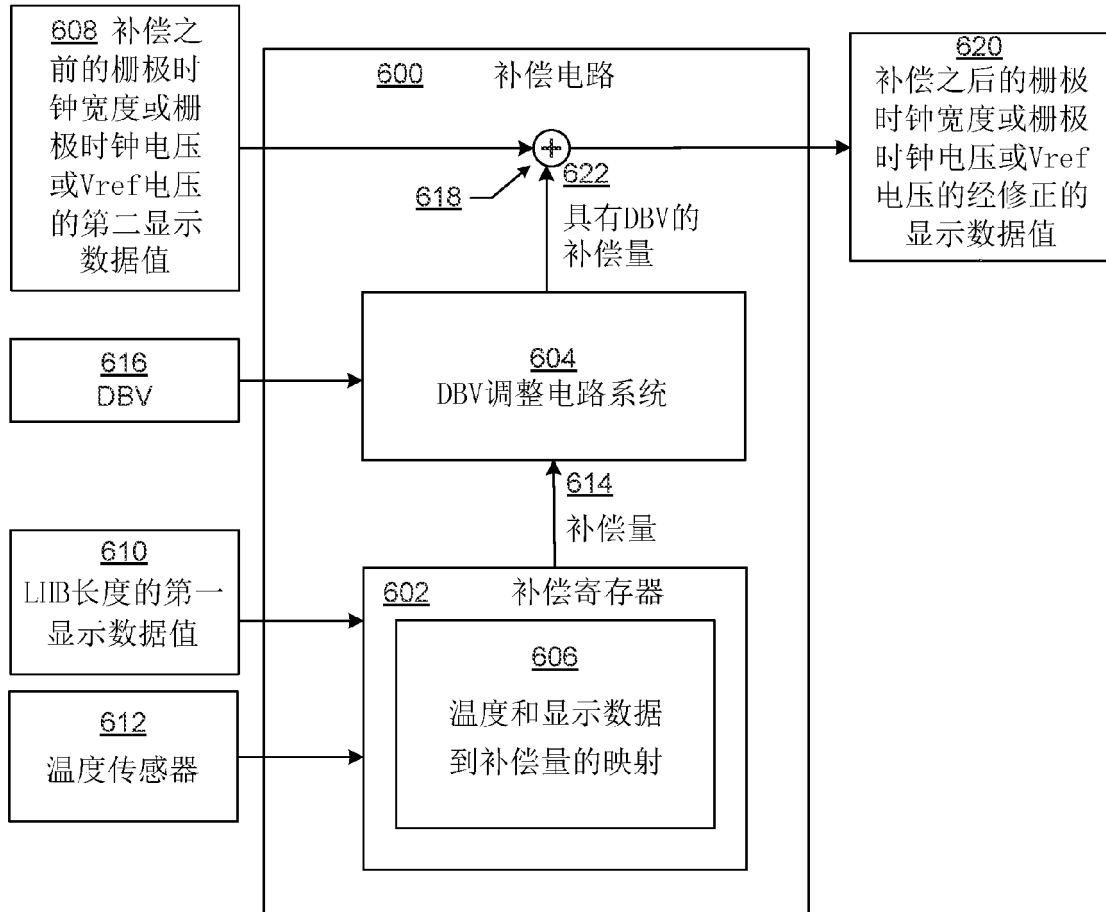 608 补偿之
前的栅极时
钟宽度或栅
极时钟电压
或Vref电压
的第二显示
数据值
600 补偿电路
620
补偿之后的栅极
时钟宽度或栅极
时钟电压或Vref
电压的经修正的
显示数据值
618
622
具有DBV的
补偿量
616
DBV
604
DBV调整电路系统
614
补偿量
610
LHB长度的第一
显示数据值
612
温度传感器
602 补偿寄存器
606
温度和显示数据
到补偿量的映射